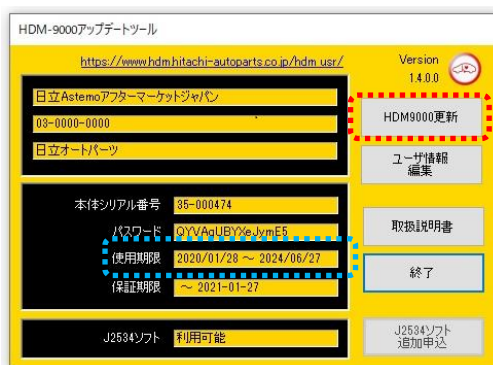 HDM-9000アップデートツール
https://www.hdm.hitachi-autoparts.co.jp/hdm_usr/
Version
1.4.0.0
日立Astemoアフターマーケットジャパン
03-0000-0000
日立オートパーツ
HDM9000更新
ユーザ情報
編集
本体シリアル番号 35-000474
パスワード QYVAgUBYXeJymE5
使用期限 2020/01/28 ～ 2024/06/27
保証期限 ～ 2021-01-27
取扱説明書
終了
J2534ソフト 利用可能
J2534ソフト
追加申込